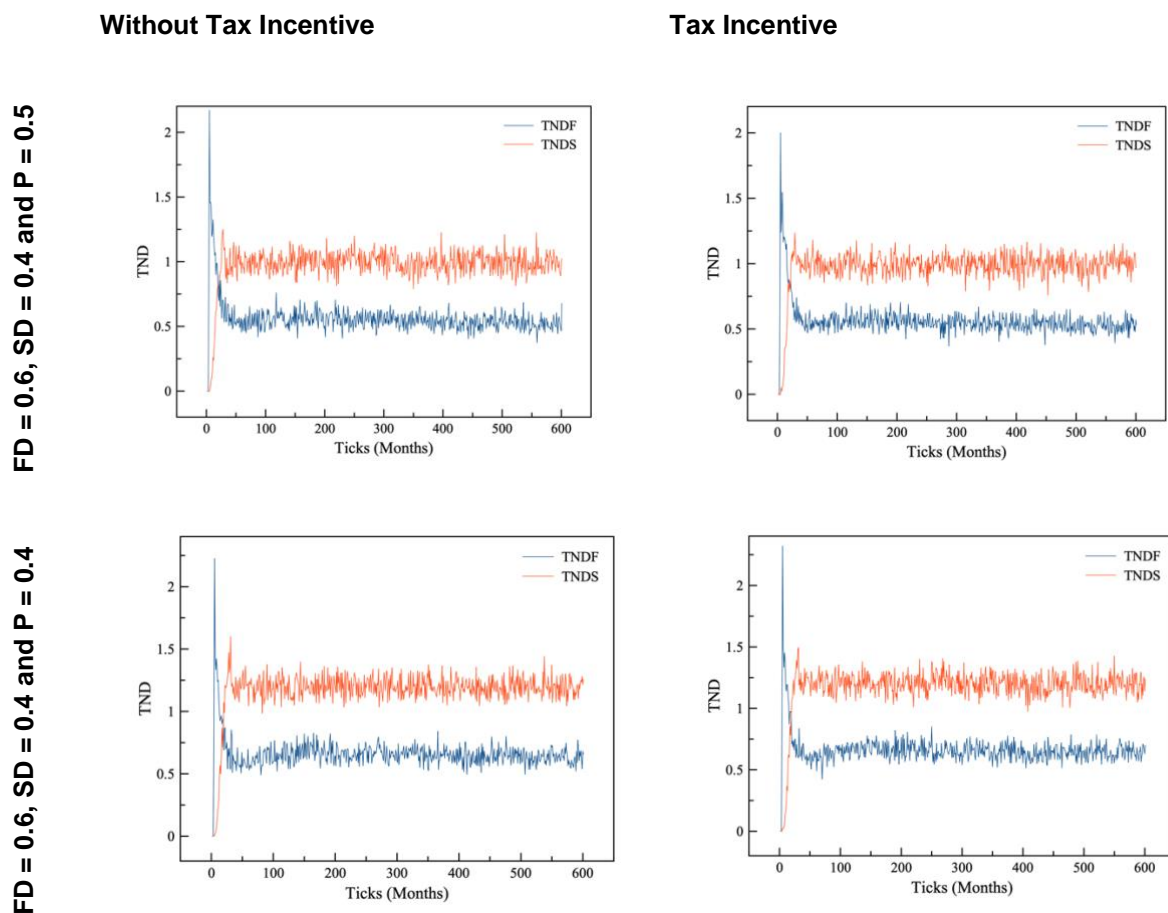 Without Tax Incentive
Tax Incentive
FD = 0.6, SD = 0.4 and P = 0.5
TND
2
1.5
1
0.5
0
TNDF
TNDS
0 100 200 300 400 500 600
Ticks (Months)
TND
2
1.5
1
0.5
0
TNDF
TNDS
0 100 200 300 400 500 600
Ticks (Months)
FD = 0.6, SD = 0.4 and P = 0.4
TND
2
1.5
1
0.5
0
TNDF
TNDS
0 100 200 300 400 500 600
Ticks (Months)
TND
2
1.5
1
0.5
0
TNDF
TNDS
0 100 200 300 400 500 600
Ticks (Months)